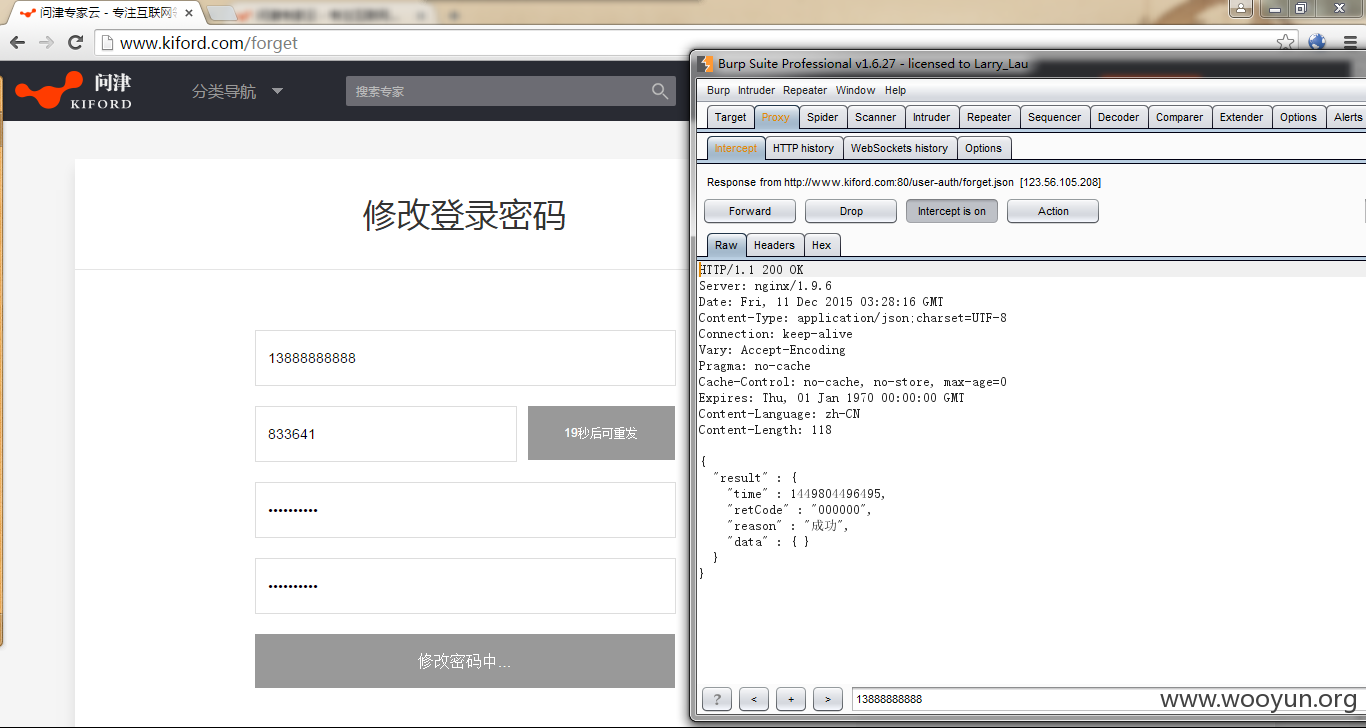 问津专家云 - 专注互联网
www.kiford.com/forget
问津
KIFORD
分类导航
搜索专家
修改登录密码
13888888888
833641
19秒后可重发
修改密码中...
Burp Suite Professional v1.6.27 - licensed to Larry_Lau
Burp Intruder Repeater Window Help
Target Proxy Spider Scanner Intruder Repeater Sequencer Decoder Comparer Extender Options Alerts
Intercept HTTP history WebSockets history Options
Response from http://www.kiford.com:80/user-auth/forget.json [123.56.105.208]
Forward Drop Intercept is on Action
Raw Headers Hex
HTTP/1.1 200 OK
Server: nginx/1.9.6
Date: Fri, 11 Dec 2015 03:28:16 GMT
Content-Type: application/json;charset=UTF-8
Connection: keep-alive
Vary: Accept-Encoding
Pragma: no-cache
Cache-Control: no-cache, no-store, max-age=0
Expires: Thu, 01 Jan 1970 00:00:00 GMT
Content-Language: zh-CN
Content-Length: 118
{
"result" : {
"time" : 1449804496495,
"retCode" : "000000",
"reason" : "成功",
"data" : { }
}
}
? < + >
13888888888
www.wooyun.org